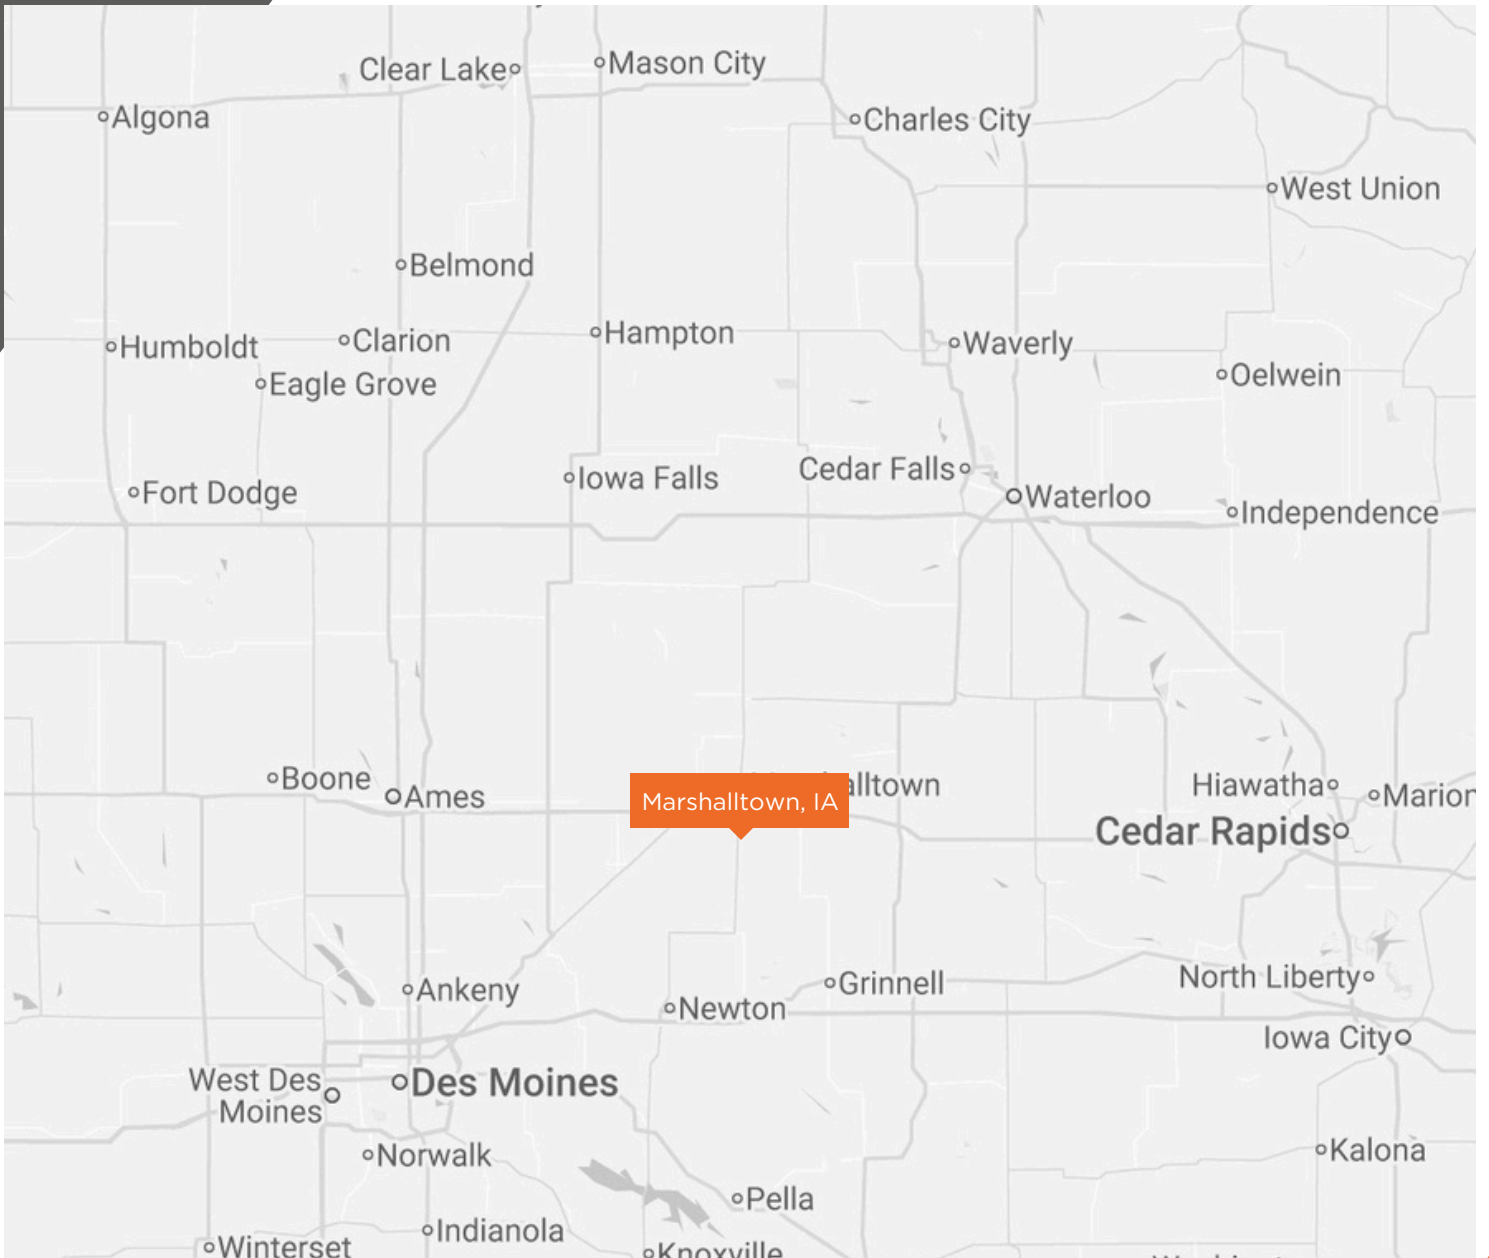 Clear Lake
Mason City
Algona
Charles City
West Union
Belmond
Hampton
Clarion
Humboldt
Waverly
Eagle Grove
Oelwein
Cedar Falls
Iowa Falls
Fort Dodge
Waterloo
Independence
Boone
Ames
Marshalltown, IA
alltown
Hiawatha
Marion
Cedar Rapids
North Liberty
Grinnell
Ankeny
Newton
Iowa City
West Des
Moines
Des Moines
Kalona
Norwalk
Pella
Indianola
Winterset
Knoxville